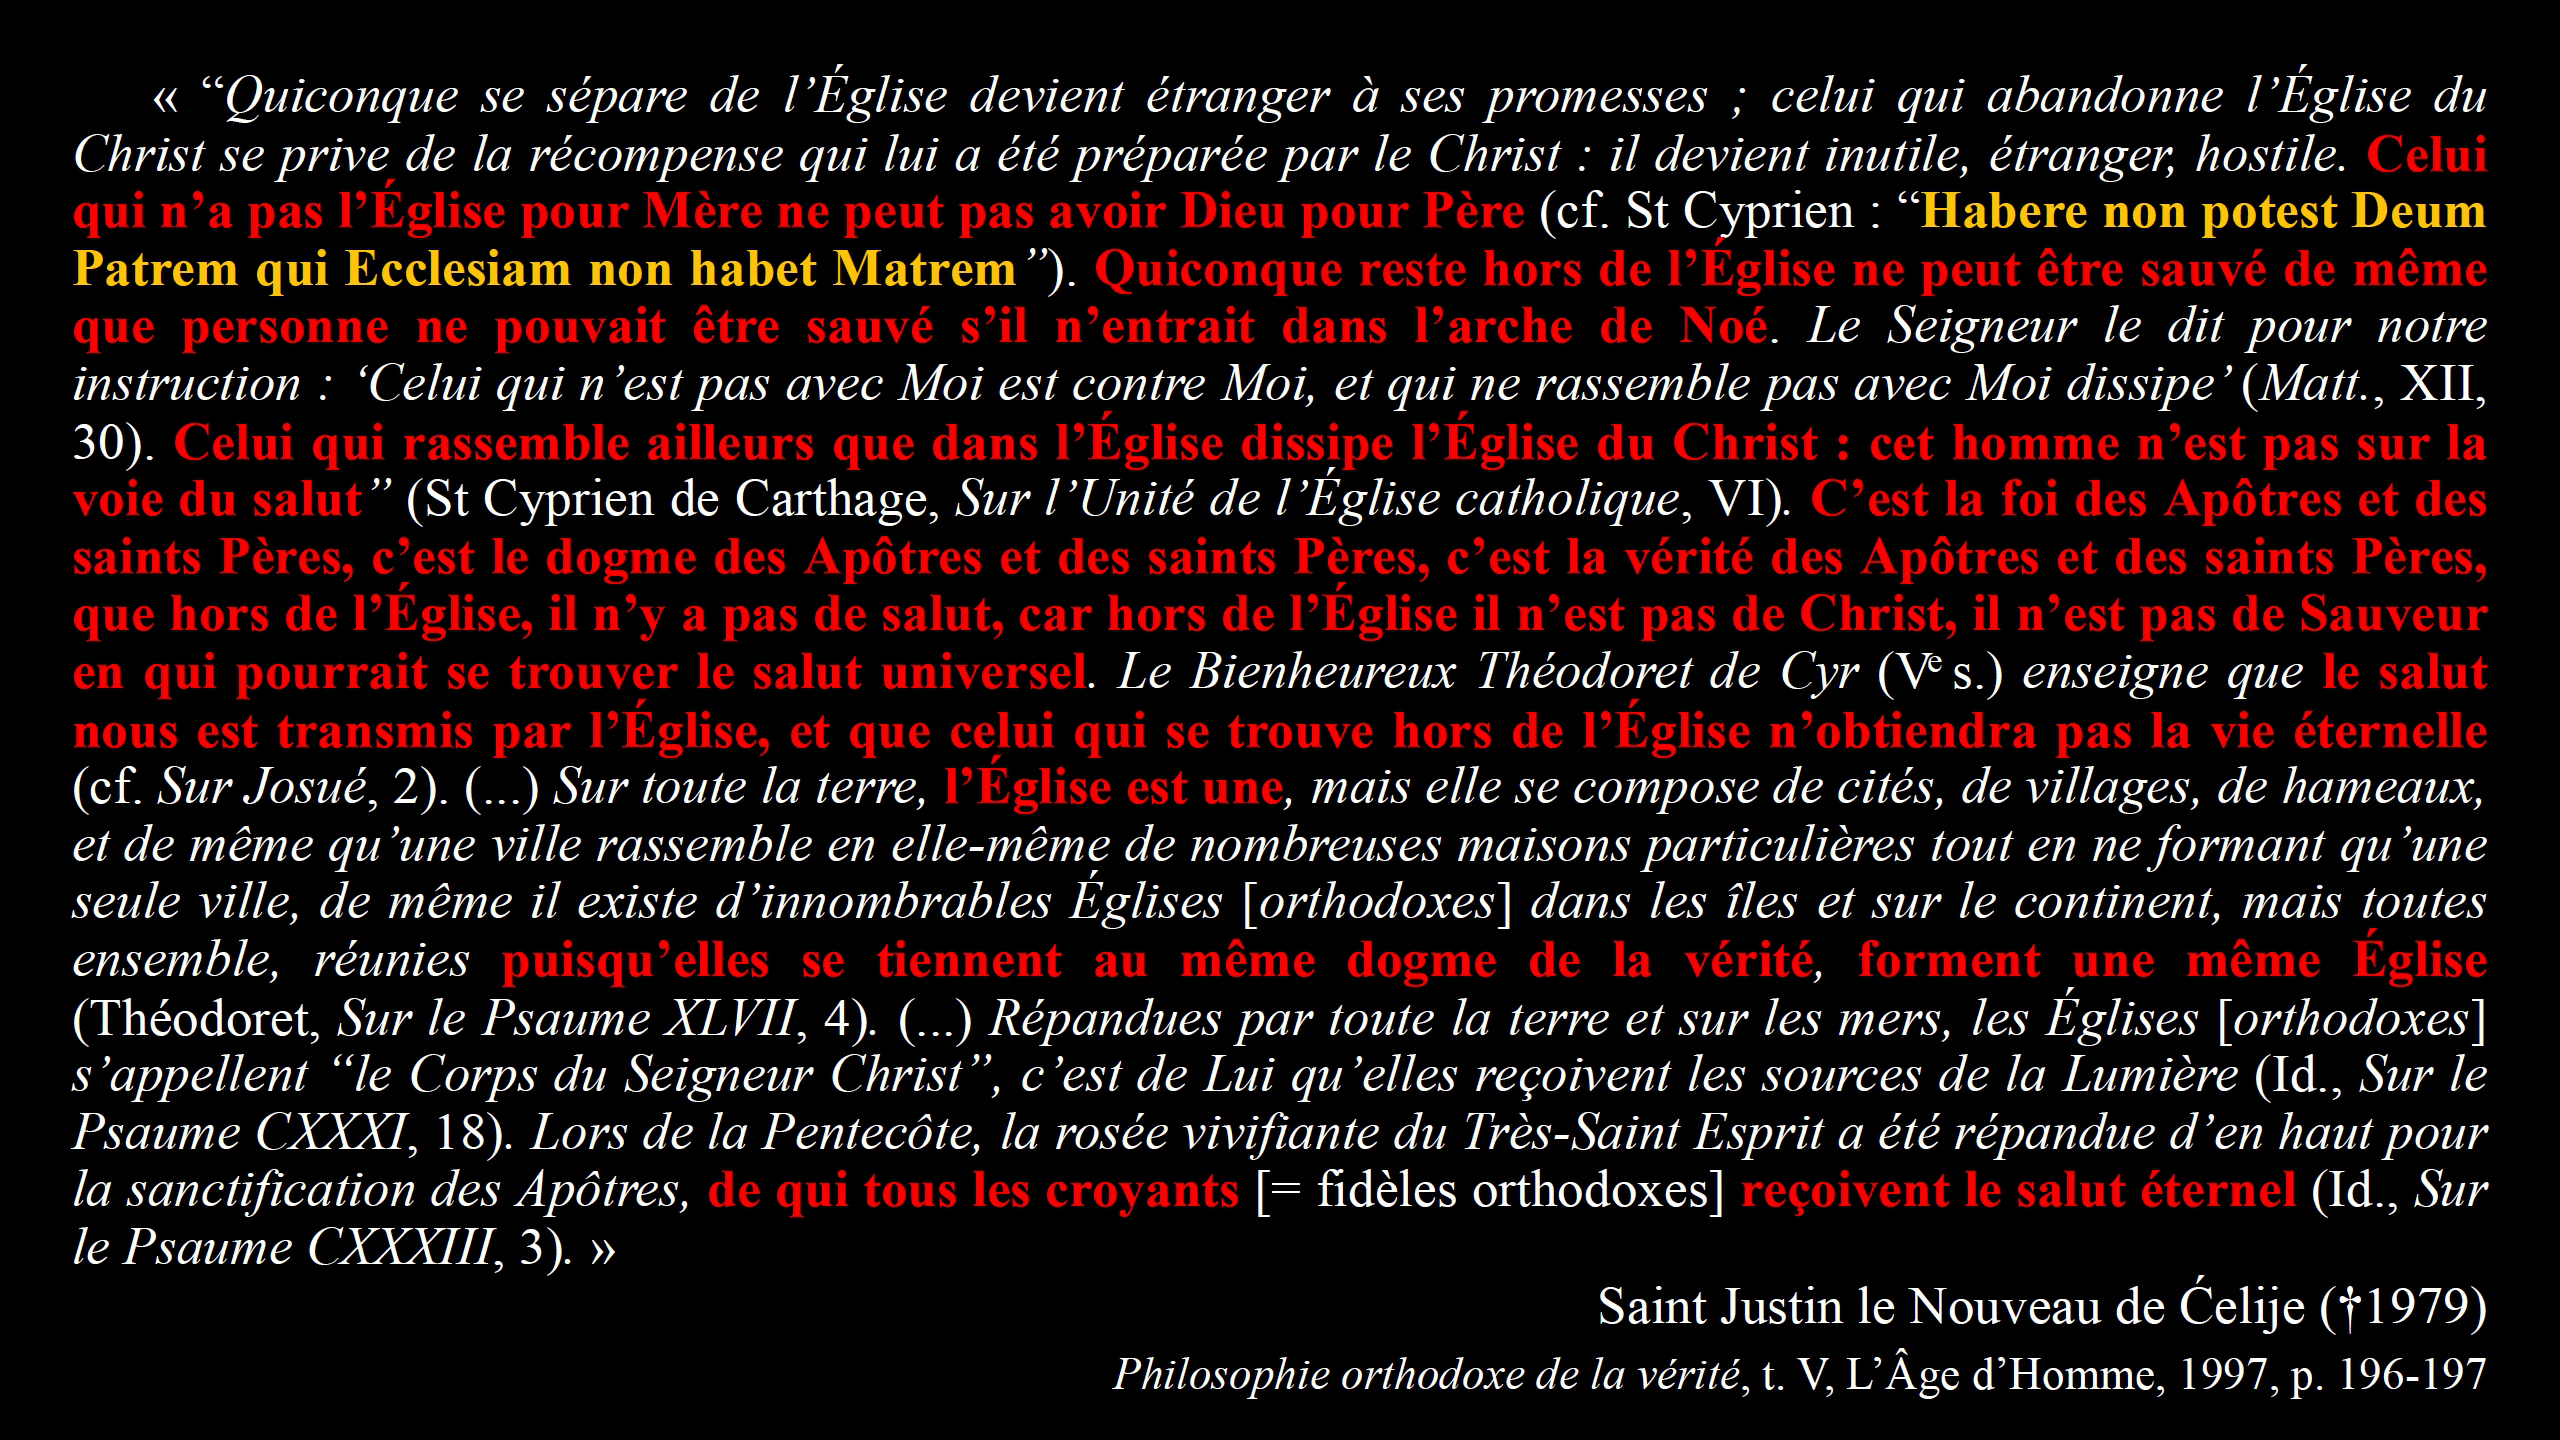 « “Quiconque se sépare de l’Église devient étranger à ses promesses ; celui qui abandonne l’Église du
Christ se prive de la récompense qui lui a été préparée par le Christ : il devient inutile, étranger, hostile. Celui
qui n’a pas l’Église pour Mère ne peut pas avoir Dieu pour Père (cf. St Cyprien : “Habere non potest Deum
Patrem qui Ecclesiam non habet Matrem”). Quiconque reste hors de l’Église ne peut être sauvé de même
que personne ne pouvait être sauvé s’il n’entrait dans l’arche de Noé. Le Seigneur le dit pour notre
instruction : ‘Celui qui n’est pas avec Moi est contre Moi, et qui ne rassemble pas avec Moi dissipe’ (Matt., XII,
30). Celui qui rassemble ailleurs que dans l’Église dissipe l’Église du Christ : cet homme n’est pas sur la
voie du salut” (St Cyprien de Carthage, Sur l’Unité de l’Église catholique, VI). C’est la foi des Apôtres et des
saints Pères, c’est le dogme des Apôtres et des saints Pères, c’est la vérité des Apôtres et des saints Pères,
que hors de l’Église, il n’y a pas de salut, car hors de l’Église il n’est pas de Christ, il n’est pas de Sauveur
en qui pourrait se trouver le salut universel. Le Bienheureux Théodoret de Cyr (Ve s.) enseigne que le salut
nous est transmis par l’Église, et que celui qui se trouve hors de l’Église n’obtiendra pas la vie éternelle
(cf. Sur Josué, 2). (...) Sur toute la terre, l’Église est une, mais elle se compose de cités, de villages, de hameaux,
et de même qu’une ville rassemble en elle-même de nombreuses maisons particulières tout en ne formant qu’une
seule ville, de même il existe d’innombrables Églises [orthodoxes] dans les îles et sur le continent, mais toutes
ensemble, réunies puisqu’elles se tiennent au même dogme de la vérité, forment une même Église
(Théodoret, Sur le Psaume XLVII, 4). (...) Répandues par toute la terre et sur les mers, les Églises [orthodoxes]
s’appellent “le Corps du Seigneur Christ”, c’est de Lui qu’elles reçoivent les sources de la Lumière (Id., Sur le
Psaume CXXXI, 18). Lors de la Pentecôte, la rosée vivifiante du Très-Saint Esprit a été répandue d’en haut pour
la sanctification des Apôtres, de qui tous les croyants [= fidèles orthodoxes] reçoivent le salut éternel (Id., Sur
le Psaume CXXXIII, 3). »
Saint Justin le Nouveau de Ćelije (†1979)
Philosophie orthodoxe de la vérité, t. V, L’Âge d’Homme, 1997, p. 196-197